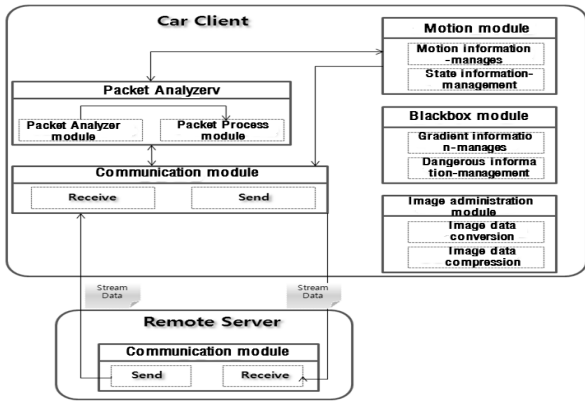 Car Client
Motion module
Motion information
-manages
State information-
management
Packet Analyzerv
Packet Analyzer
module
Packet Process
module
Blackbox module
Gradient informatio
n-manages
Dangerous informa
tion-management
Communication module
Receive
Send
Image administration
module
Image data
conversion
Image data
compression
Stream
Data
Stream
Data
Remote Server
Communication module
Send
Receive